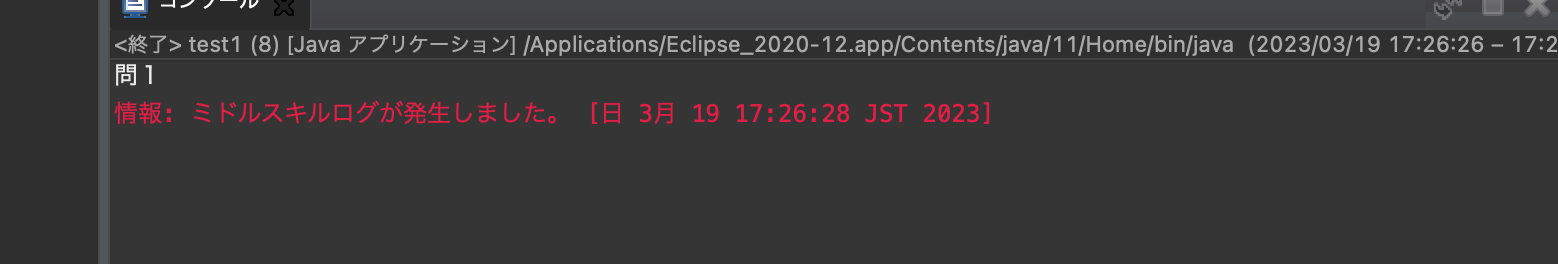 コンソール
<終了> test1 (8) [Java アプリケーション] /Applications/Eclipse_2020-12.app/Contents/java/11/Home/bin/java  (2023/03/19 17:26:26 – 17:2
問１
情報: ミドルスキルログが発生しました。 [日 3月 19 17:26:28 JST 2023]